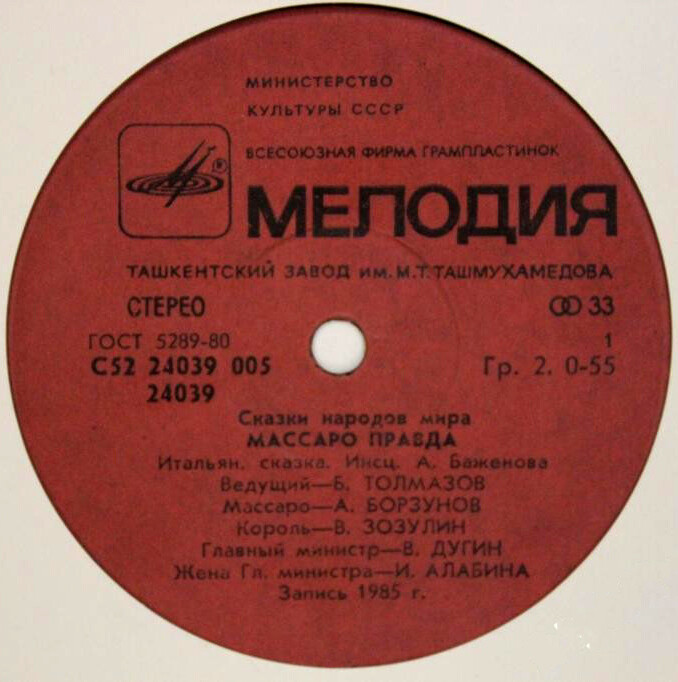 МИНИСТЕРСТВО
КУЛЬТУРЫ СССР
ВСЕСОЮЗНАЯ ФИРМА ГРАМПЛАСТИНОК
®
МЕЛОДИЯ
ТАШКЕНТСКИЙ ЗАВОД ИМ. М.Т. ТАШМУХАМЕДОВА
СТЕРЕО 33
ГОСТ 5289-80 1
С52 24039 005 Гр. 2. 0-55
24039
Сказки народов мира
МАССАРО ПРАВДА
Итальян. сказка. Инсц. А. Баженова
Ведущий—Б. ТОЛМАЗОВ
Массаро—А. БОРЗУНОВ
Король—В. ЗОЗУЛИН
Главный министр—В. ДУГИН
Жена Гл. министра—И. АЛАБИНА
Запись 1985 г.